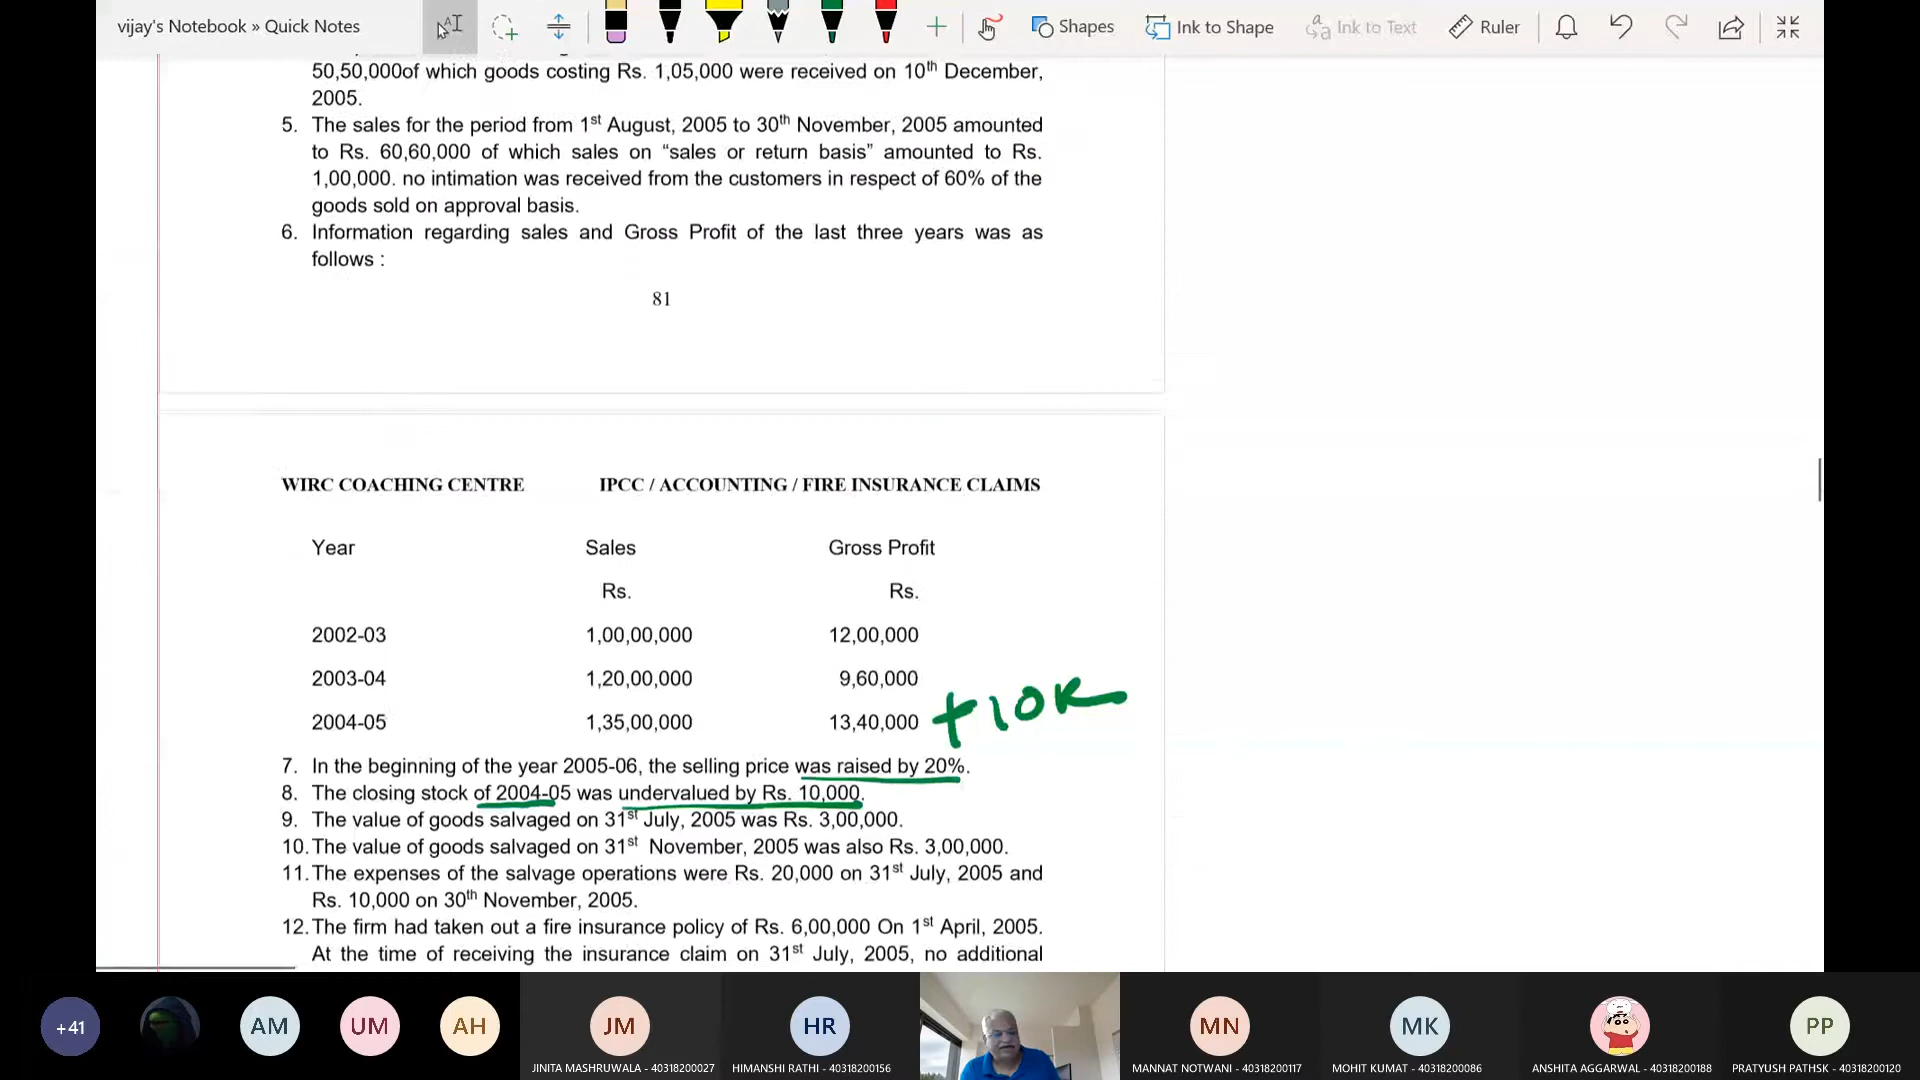 vijay's Notebook » Quick Notes
Shapes
Ink to Shape
Ink to Text
Ruler
50,50,000of which goods costing Rs. 1,05,000 were received on 10th December,
2005.
5. The sales for the period from 1st August, 2005 to 30th November, 2005 amounted
to Rs. 60,60,000 of which sales on “sales or return basis” amounted to Rs.
1,00,000. no intimation was received from the customers in respect of 60% of the
goods sold on approval basis.
6. Information regarding sales and Gross Profit of the last three years was as
follows :
81
WIRC COACHING CENTRE IPCC / ACCOUNTING / FIRE INSURANCE CLAIMS
Year Sales Gross Profit
Rs. Rs.
2002-03 1,00,00,000 12,00,000
2003-04 1,20,00,000 9,60,000
2004-05 1,35,00,000 13,40,000 +10K
7. In the beginning of the year 2005-06, the selling price was raised by 20%.
8. The closing stock of 2004-05 was undervalued by Rs. 10,000.
9. The value of goods salvaged on 31st July, 2005 was Rs. 3,00,000.
10. The value of goods salvaged on 31st November, 2005 was also Rs. 3,00,000.
11. The expenses of the salvage operations were Rs. 20,000 on 31st July, 2005 and
Rs. 10,000 on 30th November, 2005.
12. The firm had taken out a fire insurance policy of Rs. 6,00,000 On 1st April, 2005.
At the time of receiving the insurance claim on 31st July, 2005, no additional
+41
AM
UM
AH
JM
HR
MN
MK
PP
JINITA MASHRUWALA - 40318200027
HIMANSHI RATHI - 40318200156
MANNAT NOTWANI - 40318200117
MOHIT KUMAT - 40318200086
ANSHITA AGGARWAL - 40318200188
PRATYUSH PATHSK - 40318200120